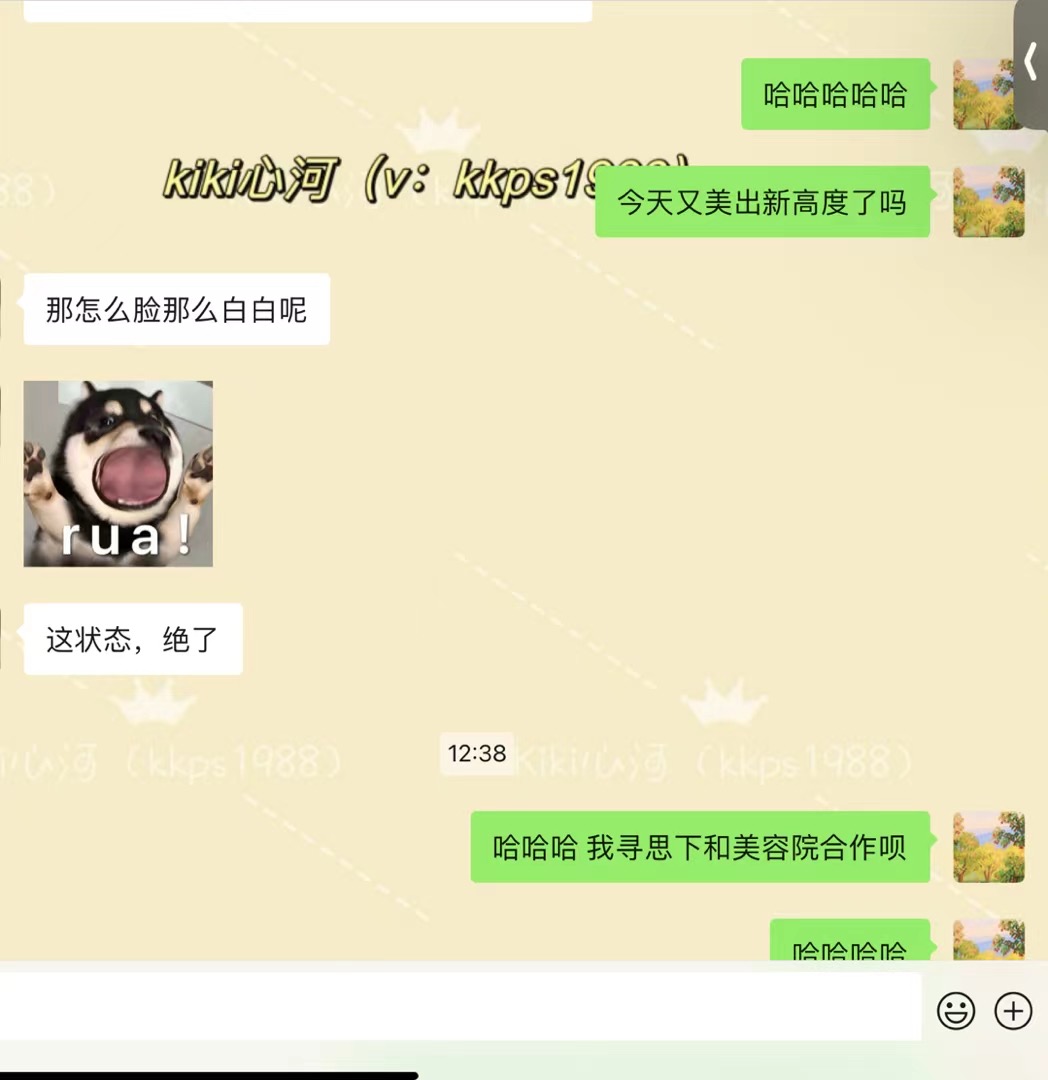 哈哈哈哈哈
kiki心河（v：kkps19
今天又美出新高度了吗
那怎么脸那么白白呢
rua!
这状态，绝了
心河（kkps1988）
12:38
Kiki心河（kkps1988）
哈哈哈 我寻思下和美容院合作呗
哈哈哈哈